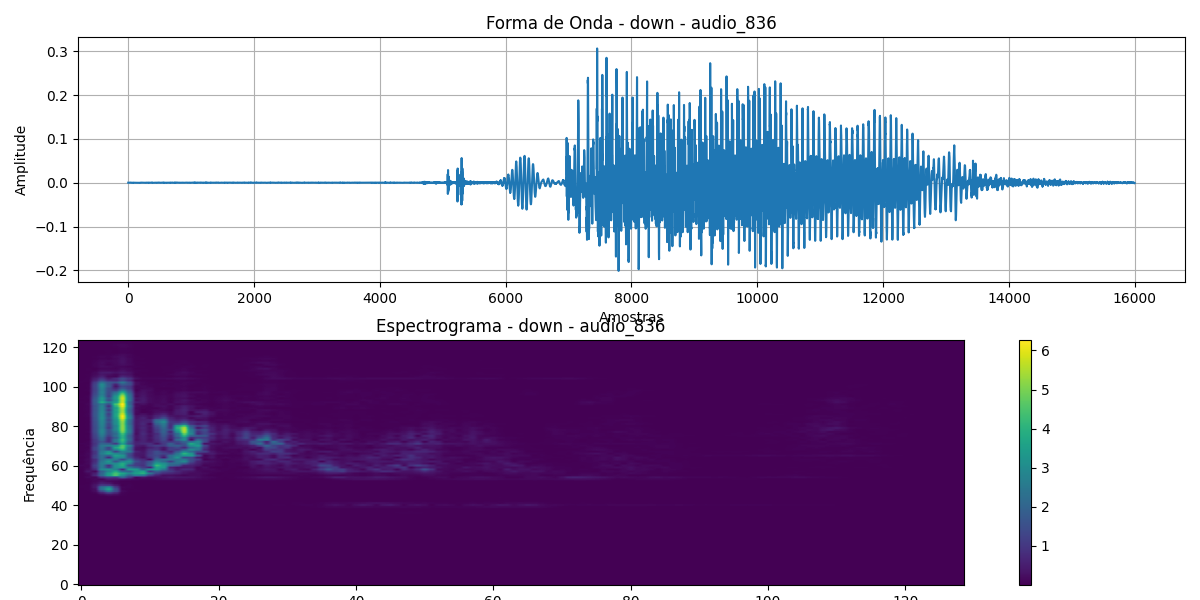 Forma de Onda - down - audio_836
Amplitude
0.3
0.2
0.1
0.0
−0.1
−0.2
0 2000 4000 6000 8000 10000 12000 14000 16000
Amostras
Espectrograma - down - audio_836
Frequência
120
100
80
60
40
20
0
0 20 40 60 80 100 120
6
5
4
3
2
1